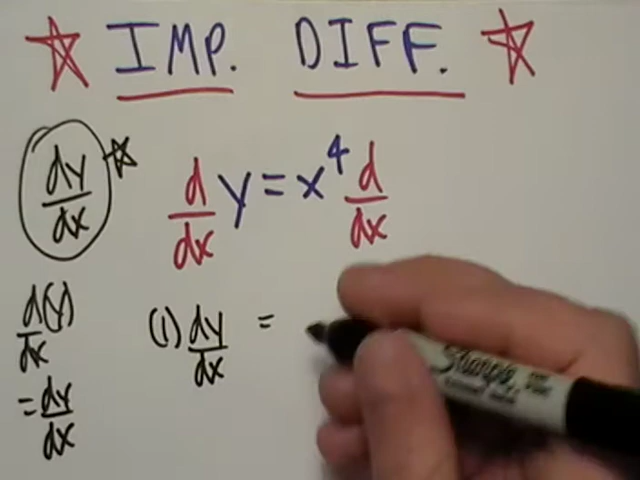 ☆ IMP. DIFF. ☆
dy/dx ☆
d/dx y = x⁴ d/dx
d/dx (y)
= dy/dx
(1) dy/dx =
Sharpie